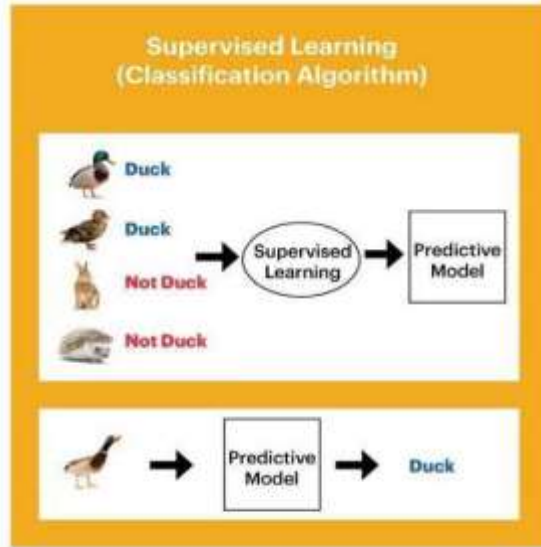 Supervised Learning
(Classification Algorithm)
Duck
Duck
Not Duck
Not Duck
Supervised
Learning
Predictive
Model
Predictive
Model
Duck